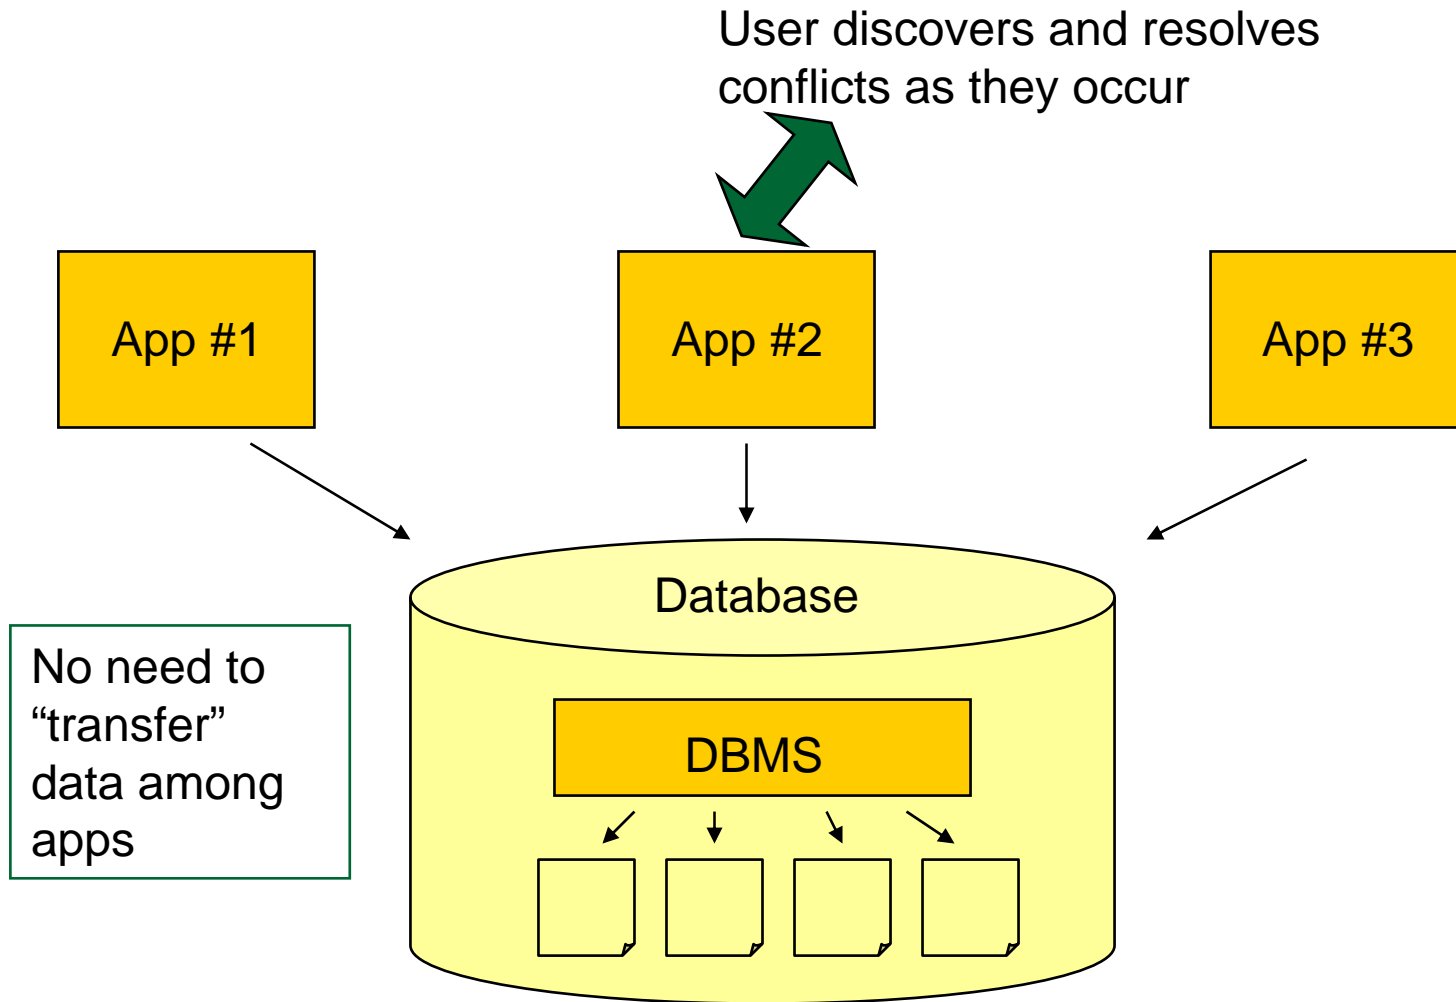 User discovers and resolves
conflicts as they occur
App #1
App #2
App #3
Database
No need to
“transfer”
data among
apps
DBMS